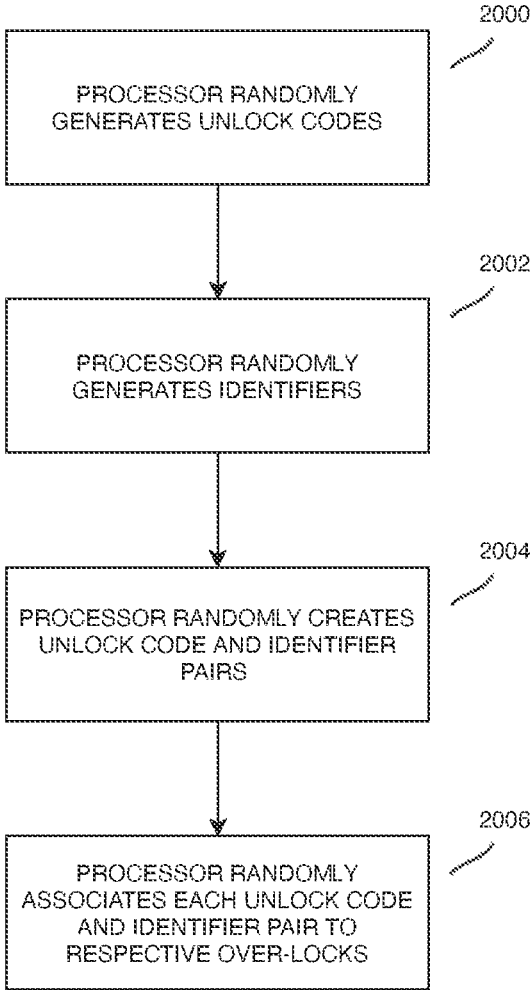 2000
PROCESSOR RANDOMLY
GENERATES UNLOCK CODES
2002
PROCESSOR RANDOMLY
GENERATES IDENTIFIERS
2004
PROCESSOR RANDOMLY CREATES
UNLOCK CODE AND IDENTIFIER
PAIRS
2006
PROCESSOR RANDOMLY
ASSOCIATES EACH UNLOCK CODE
AND IDENTIFIER PAIR TO
RESPECTIVE OVER-LOCKS